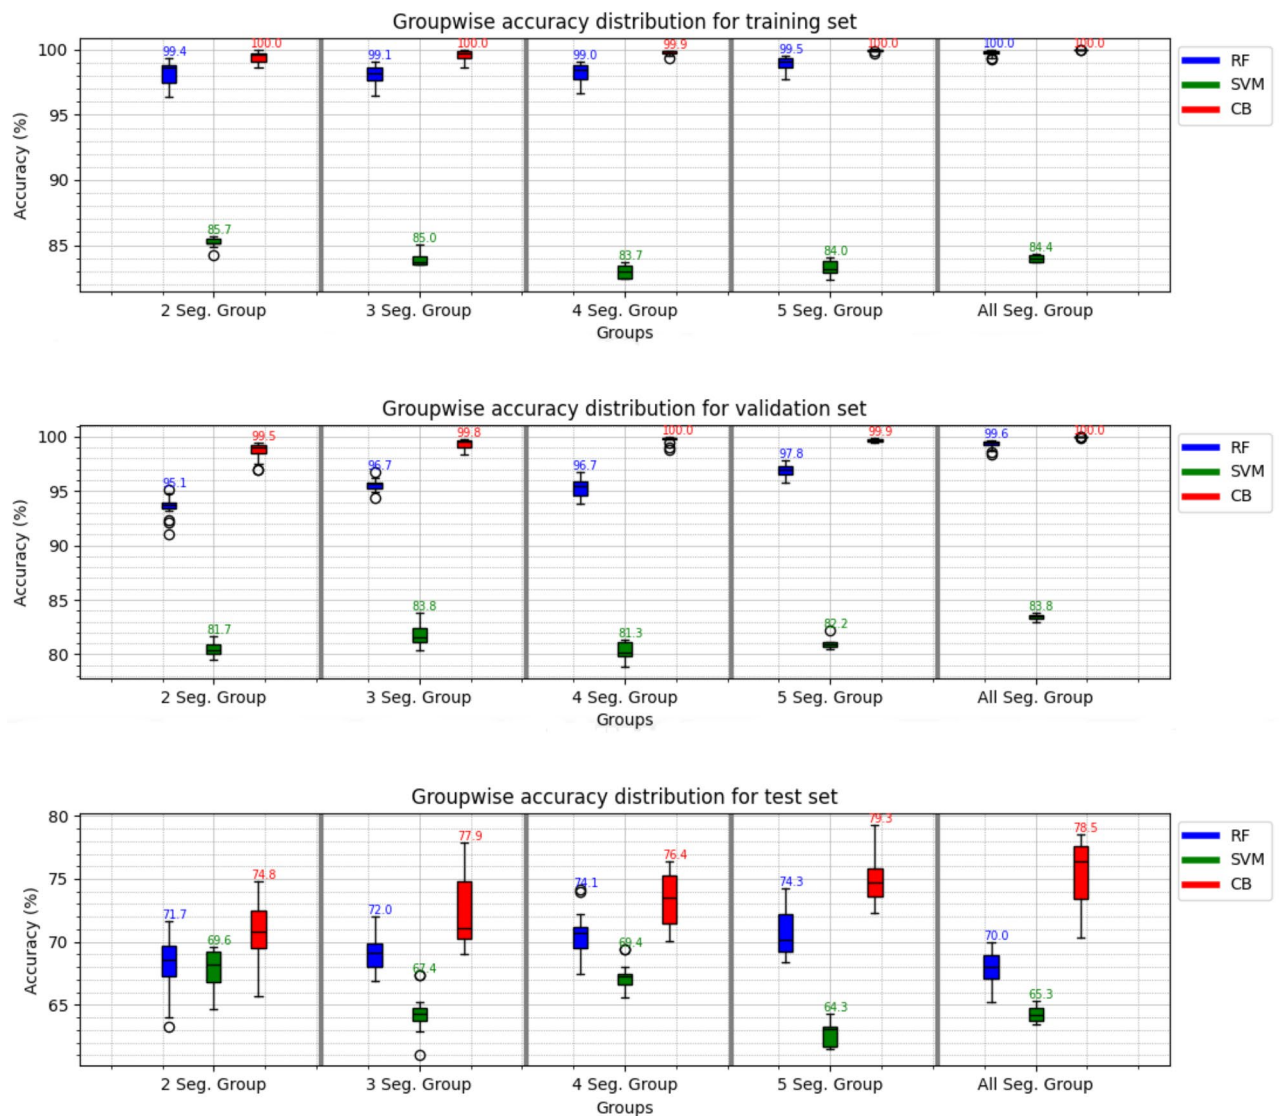 Groupwise accuracy distribution for training set
100
95
90
85
Accuracy (%)
99.4 100.0 99.1 100.0 99.0 99.9 99.5 100.0 100.0 100.0
85.7 85.0 83.7 84.0 84.4
RF
SVM
CB
2 Seg. Group 3 Seg. Group 4 Seg. Group 5 Seg. Group All Seg. Group
Groups
Groupwise accuracy distribution for validation set
100
95
90
85
80
Accuracy (%)
95.1 99.5 96.7 99.8 96.7 100.0 97.8 99.9 99.6 100.0
81.7 83.8 81.3 82.2 83.8
RF
SVM
CB
2 Seg. Group 3 Seg. Group 4 Seg. Group 5 Seg. Group All Seg. Group
Groups
Groupwise accuracy distribution for test set
80
75
70
65
Accuracy (%)
71.7 69.6 74.8 72.0 67.4 77.9 74.1 69.4 76.4 74.3 64.3 79.3 70.0 65.3 78.5
RF
SVM
CB
2 Seg. Group 3 Seg. Group 4 Seg. Group 5 Seg. Group All Seg. Group
Groups